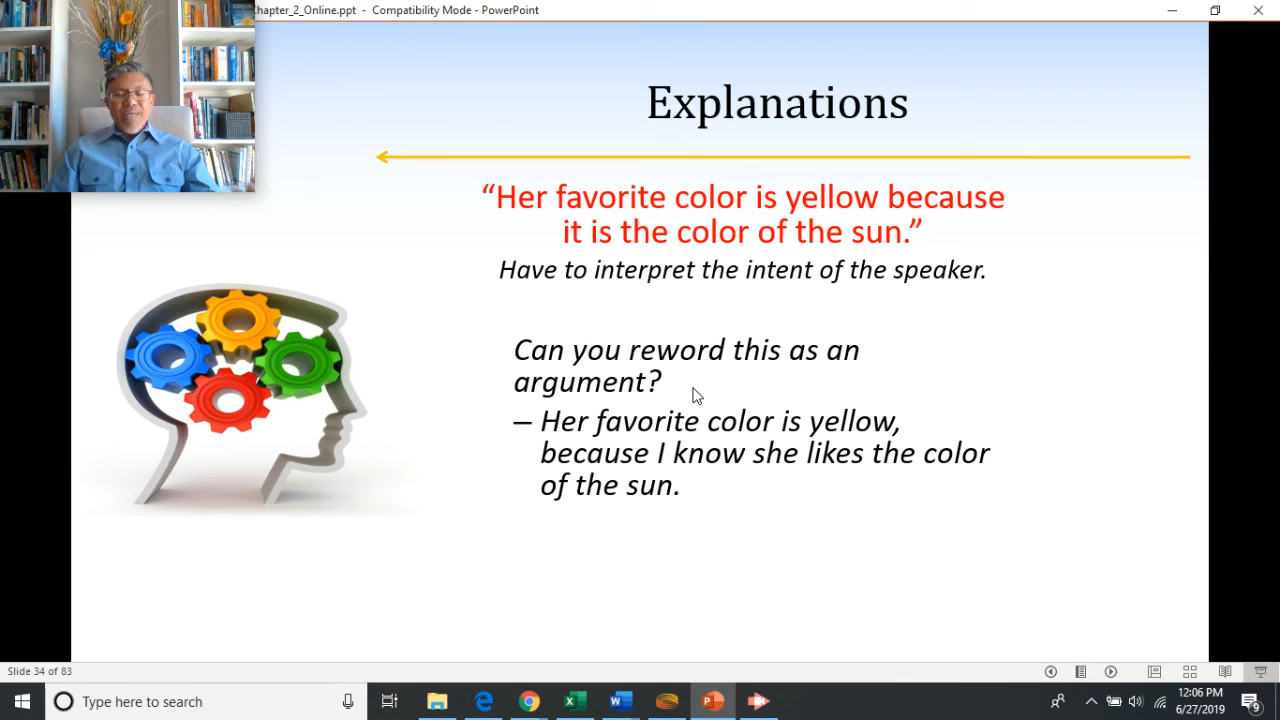 Chapter_2_Online.ppt - Compatibility Mode - PowerPoint
Explanations
“Her favorite color is yellow because
it is the color of the sun.”
Have to interpret the intent of the speaker.
Can you reword this as an
argument?
– Her favorite color is yellow,
because I know she likes the color
of the sun.
Slide 34 of 83
Type here to search
12:06 PM
6/27/2019
9